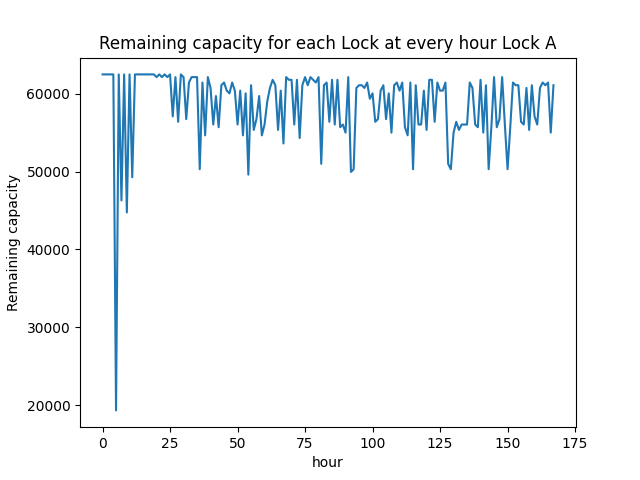 Remaining capacity for each Lock at every hour Lock A
60000
50000
40000
30000
20000
Remaining capacity
0 25 50 75 100 125 150 175
hour